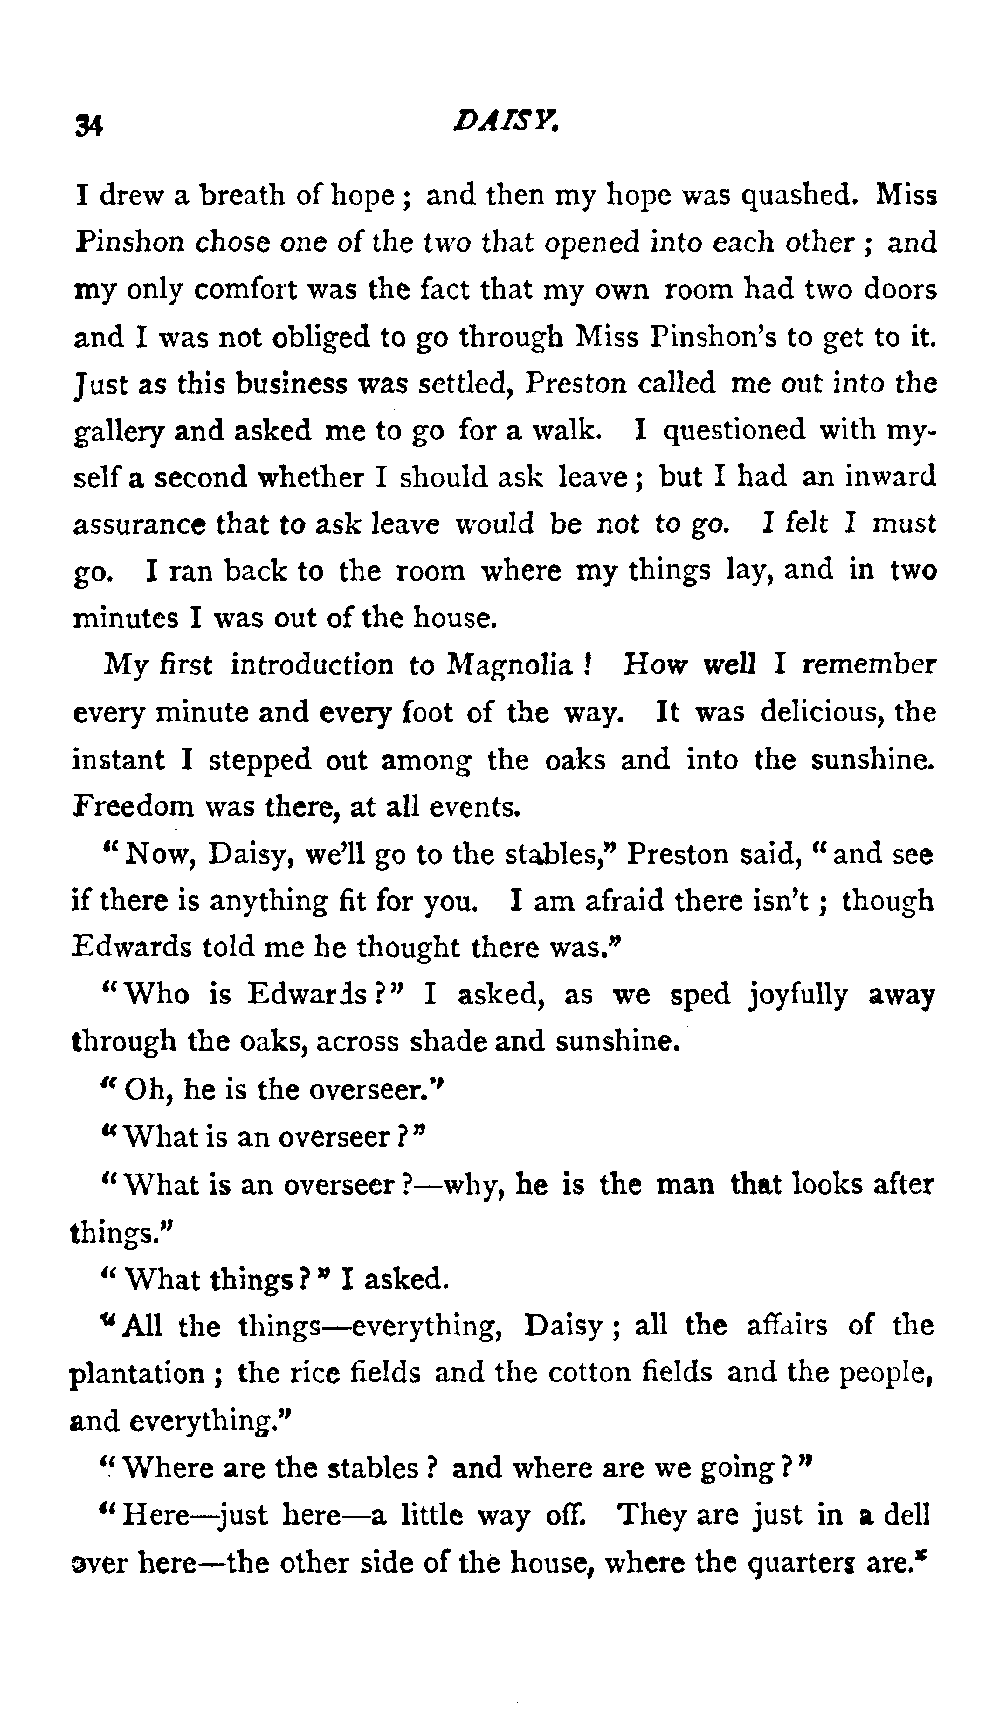 34 DAISY.
I drew a breath of hope; and then my hope was quashed. Miss
Pinshon chose one of the two that opened into each other; and
my only comfort was the fact that my own room had two doors
and I was not obliged to go through Miss Pinshon's to get to it.
Just as this business was settled, Preston called me out into the
gallery and asked me to go for a walk. I questioned with my-
self a second whether I should ask leave; but I had an inward
assurance that to ask leave would be not to go. I felt I must
go. I ran back to the room where my things lay, and in two
minutes I was out of the house.
My first introduction to Magnolia! How well I remember
every minute and every foot of the way. It was delicious, the
instant I stepped out among the oaks and into the sunshine.
Freedom was there, at all events.
"Now, Daisy, we'll go to the stables," Preston said, "and see
if there is anything fit for you. I am afraid there isn't; though
Edwards told me he thought there was."
"Who is Edwards?" I asked, as we sped joyfully away
through the oaks, across shade and sunshine.
"Oh, he is the overseer."
"What is an overseer?"
"What is an overseer?—why, he is the man that looks after
things."
"What things?" I asked.
"All the things—everything, Daisy; all the affairs of the
plantation; the rice fields and the cotton fields and the people,
and everything."
"Where are the stables? and where are we going?"
"Here—just here—a little way off. They are just in a dell
over here—the other side of the house, where the quarters are."